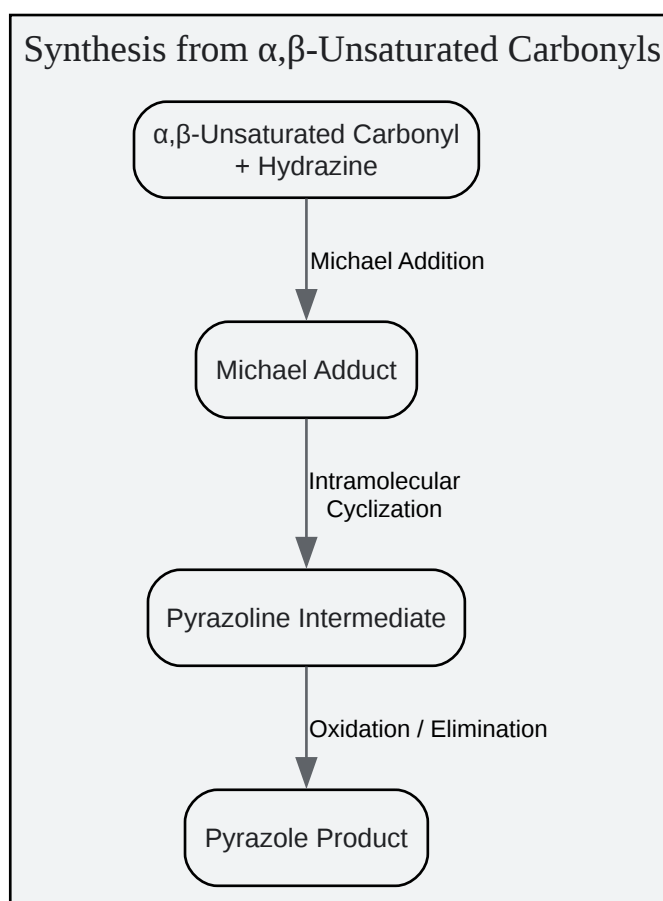 Synthesis from α,β-Unsaturated Carbonyls
α,β-Unsaturated Carbonyl
+ Hydrazine
Michael Addition
Michael Adduct
Intramolecular
Cyclization
Pyrazoline Intermediate
Oxidation / Elimination
Pyrazole Product